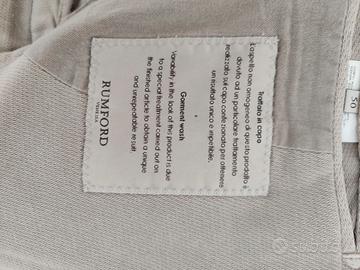 Trattato in capo
L'aspetto non omogeneo di questo prodotto è
dovuto ad un particolare trattamento
realizzato sul capo confezionato per ottenere
un risultato unico e irripetibile.
Garment wash
Variability in the look of this product is due
to a special treatment carried out on
the finished article to obtain a unique
and unrepeatable result
RUMFORD
50
subito